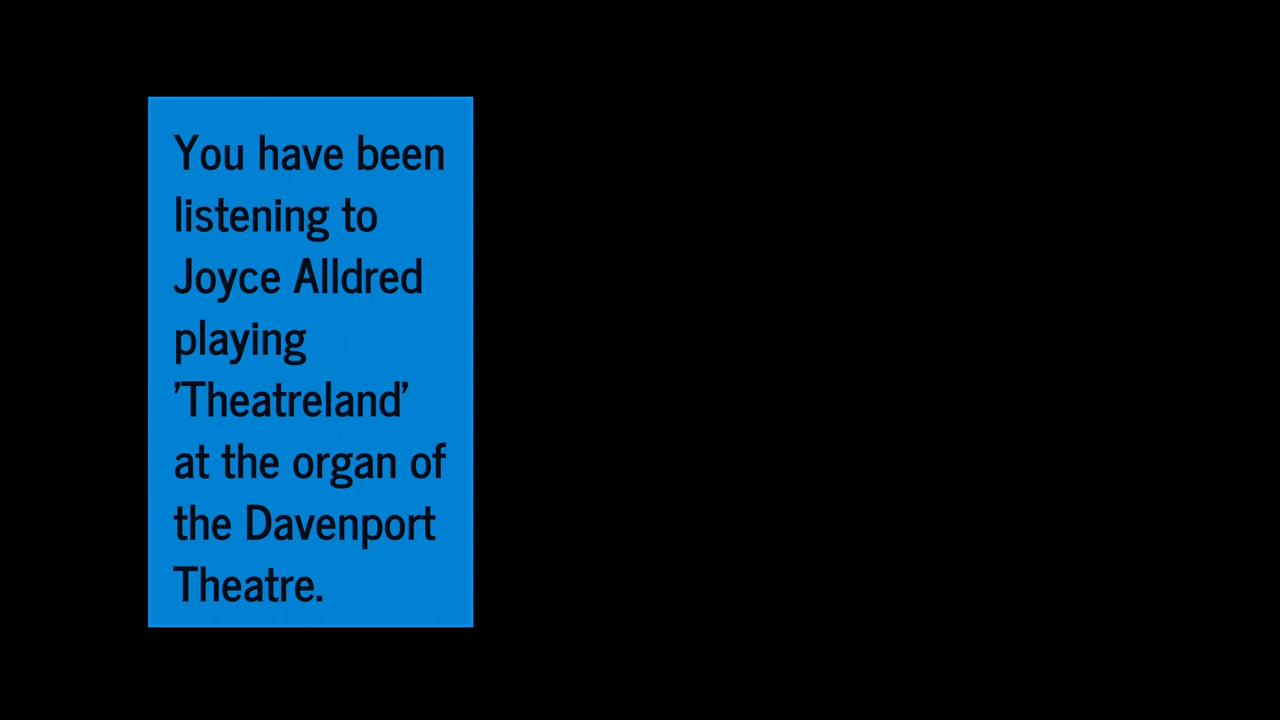 You have been
listening to
Joyce Alldred
playing
'Theatreland'
at the organ of
the Davenport
Theatre.